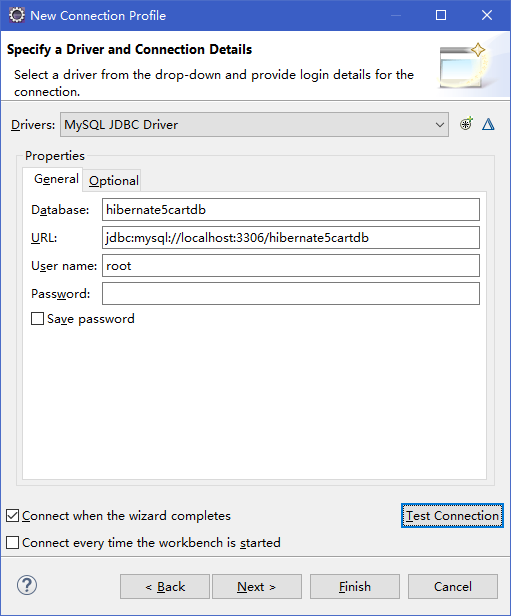 New Connection Profile
Specify a Driver and Connection Details
Select a driver from the drop-down and provide login details for the
connection.
Drivers: MySQL JDBC Driver
Properties
General Optional
Database: hibernate5cartdb
URL: jdbc:mysql://localhost:3306/hibernate5cartdb
User name: root
Password:
Save password
Connect when the wizard completes
Test Connection
Connect every time the workbench is started
? < Back Next > Finish Cancel